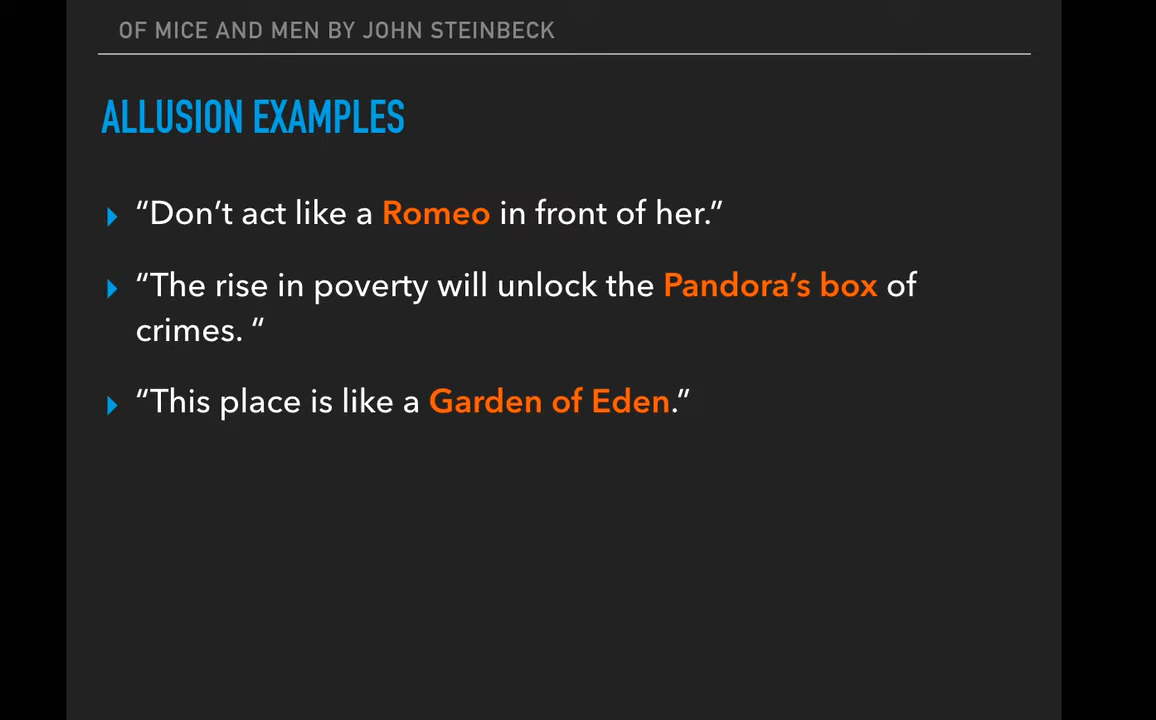 OF MICE AND MEN BY JOHN STEINBECK
ALLUSION EXAMPLES
“Don’t act like a Romeo in front of her.”
“The rise in poverty will unlock the Pandora’s box of
crimes. “
“This place is like a Garden of Eden.”